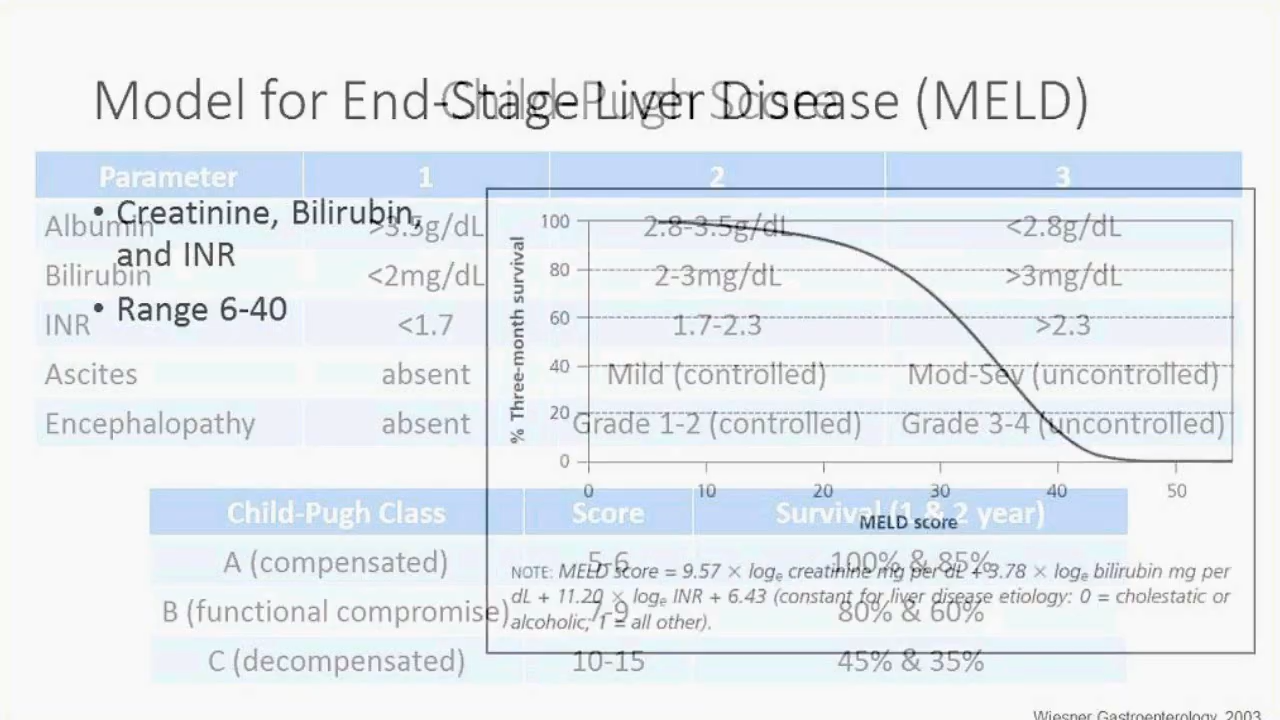 Model for End-Stage Liver Disease (MELD)
Child-Pugh Score
• Creatinine, Bilirubin,
and INR
• Range 6-40
Parameter 1 2 3
Albumin >3.5g/dL 2.8-3.5g/dL <2.8g/dL
Bilirubin <2mg/dL 2-3mg/dL >3mg/dL
INR <1.7 1.7-2.3 >2.3
Ascites absent Mild (controlled) Mod-Sev (uncontrolled)
Encephalopathy absent Grade 1-2 (controlled) Grade 3-4 (uncontrolled)
Child-Pugh Class Score Survival (1 & 2 year)
A (compensated) 5-6 100% & 85%
B (functional compromise) 7-9 80% & 60%
C (decompensated) 10-15 45% & 35%
% Three-month survival
100
80
60
40
20
0
0 10 20 30 40 50
MELD score
NOTE: MELD score = 9.57 × logₑ creatinine mg per dL + 3.78 × logₑ bilirubin mg per
dL + 11.20 × logₑ INR + 6.43 (constant for liver disease etiology: 0 = cholestatic or
alcoholic; 1 = all other).
Wiesner Gastroenterology, 2003